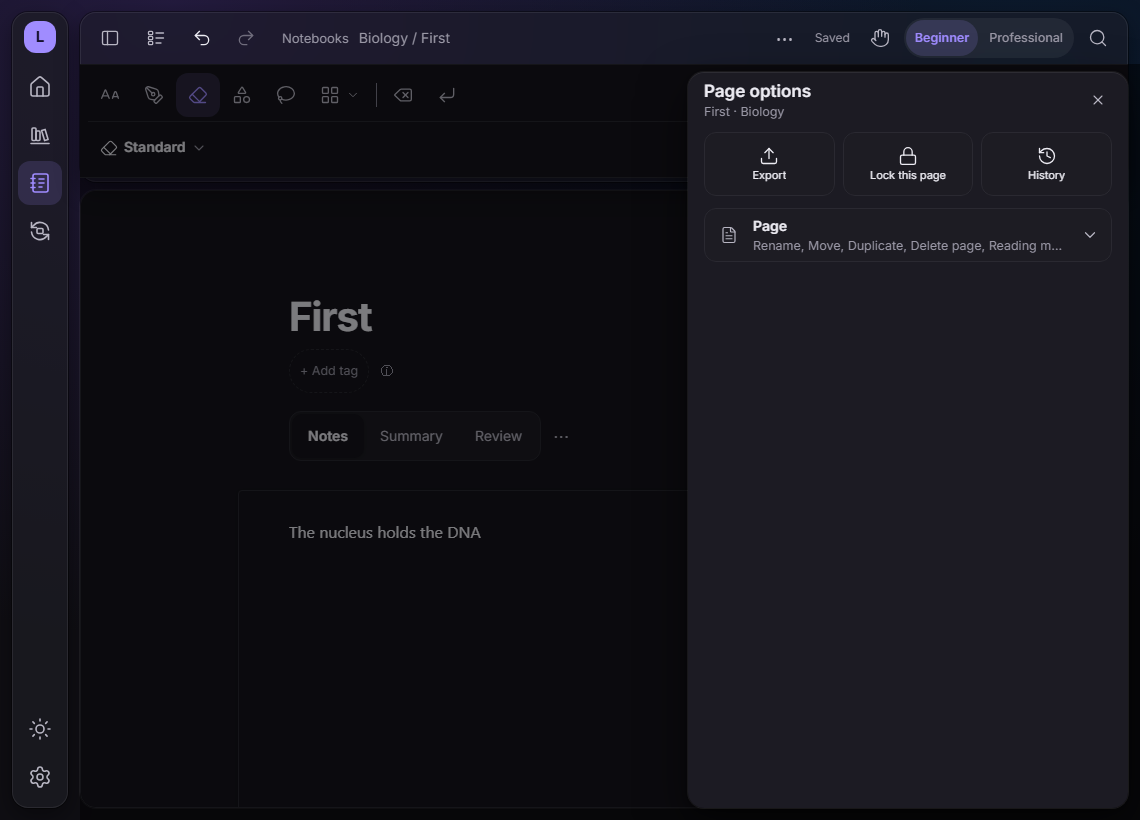 L
Notebooks Biology / First
Saved
Beginner Professional
AA
Standard
Page options
First · Biology
Export Lock this page History
Page
Rename, Move, Duplicate, Delete page, Reading m...
First
+ Add tag
Notes Summary Review
The nucleus holds the DNA